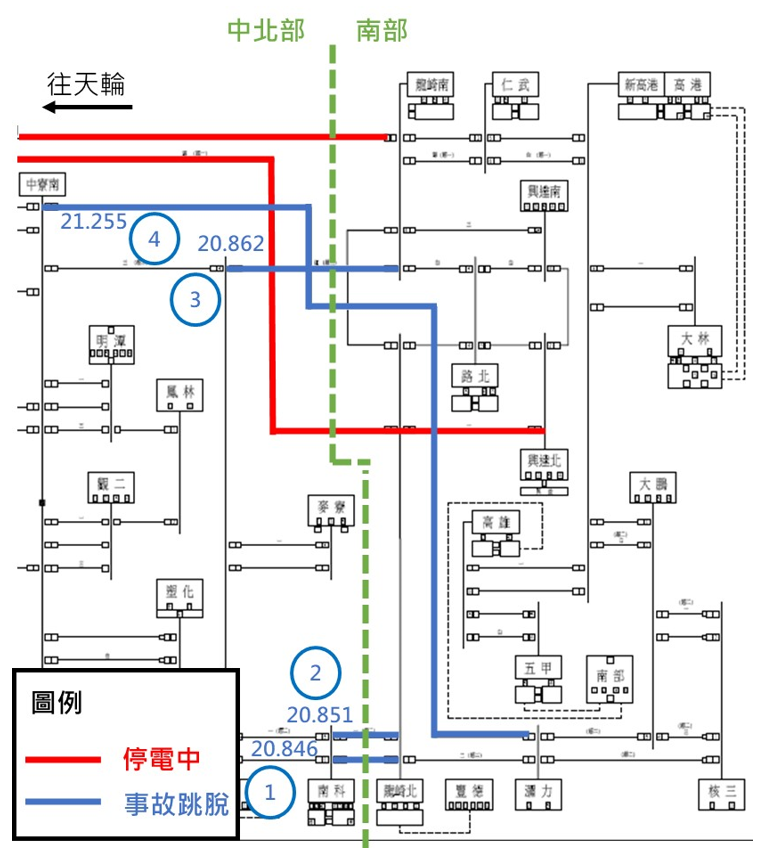 中北部
南部
往天輪
龍崎南
仁武
新高港
高港
中寮南
興達南
21.255
4
20.862
3
大林
明潭
路北
鳳林
興達北
觀二
大鵬
麥寮
高雄
塑化
五甲
南部
2
圖例
20.851
停電中
20.846
1
事故跳脫
南科
龍崎北
豐德
潭力
核三